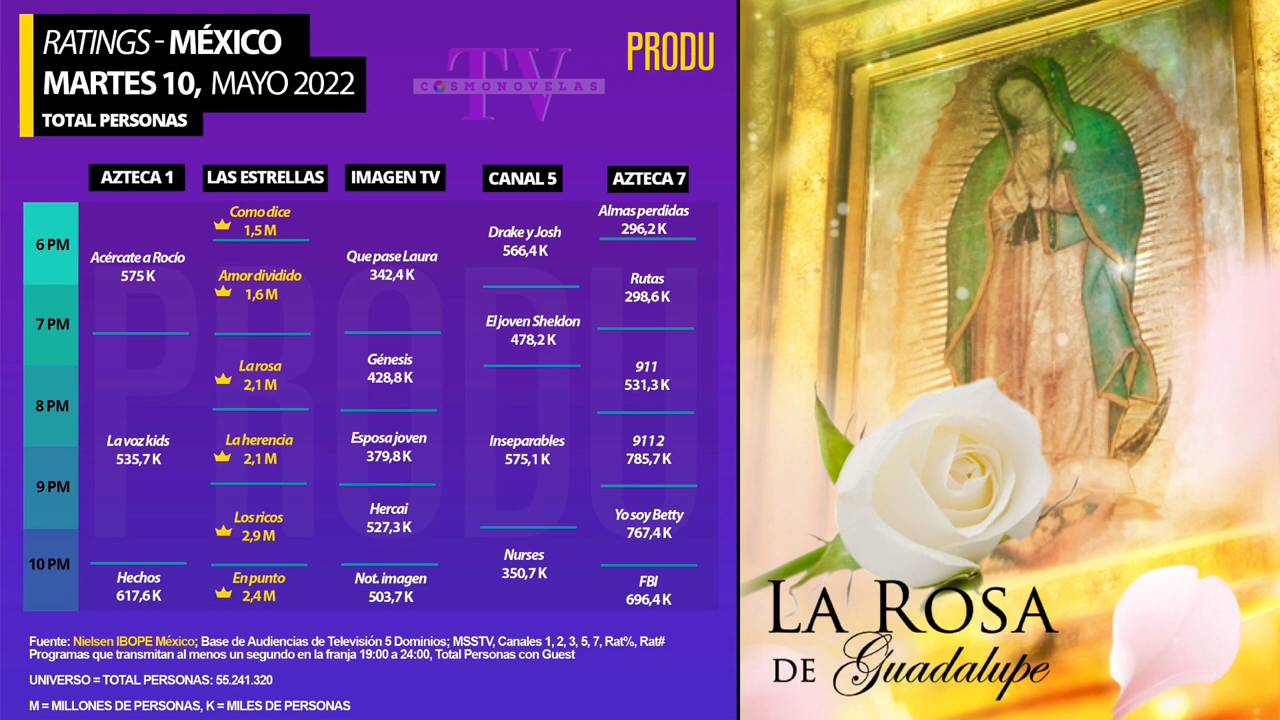 RATINGS - MÉXICO
MARTES 10, MAYO 2022
TOTAL PERSONAS
TV
COSMONOVELAS
PRODU
AZTECA 1
LAS ESTRELLAS
IMAGEN TV
CANAL 5
AZTECA 7
6 PM
7 PM
8 PM
9 PM
10 PM
Acércate a Rocío
575 K
La voz kids
535,7 K
Hechos
617,6 K
Como dice
1,5 M
Amor dividido
1,6 M
La rosa
2,1 M
La herencia
2,1 M
Los ricos
2,9 M
En punto
2,4 M
Que pase Laura
342,4 K
Génesis
428,8 K
Esposa joven
379,8 K
Hercai
527,3 K
Not. imagen
503,7 K
Drake y Josh
566,4 K
El joven Sheldon
478,2 K
Inseparables
575,1 K
Nurses
350,7 K
Almas perdidas
296,2 K
Rutas
298,6 K
911
531,3 K
911 2
785,7 K
Yo soy Betty
767,4 K
FBI
696,4 K
PRODU
Fuente: Nielsen IBOPE México; Base de Audiencias de Televisión 5 Dominios; MSSTV, Canales 1, 2, 3, 5, 7, Rat%, Rat#
Programas que transmitan al menos un segundo en la franja 19:00 a 24:00, Total Personas con Guest
UNIVERSO = TOTAL PERSONAS: 55.241.320
M = MILLONES DE PERSONAS, K = MILES DE PERSONAS
LA ROSA
DE Guadalupe